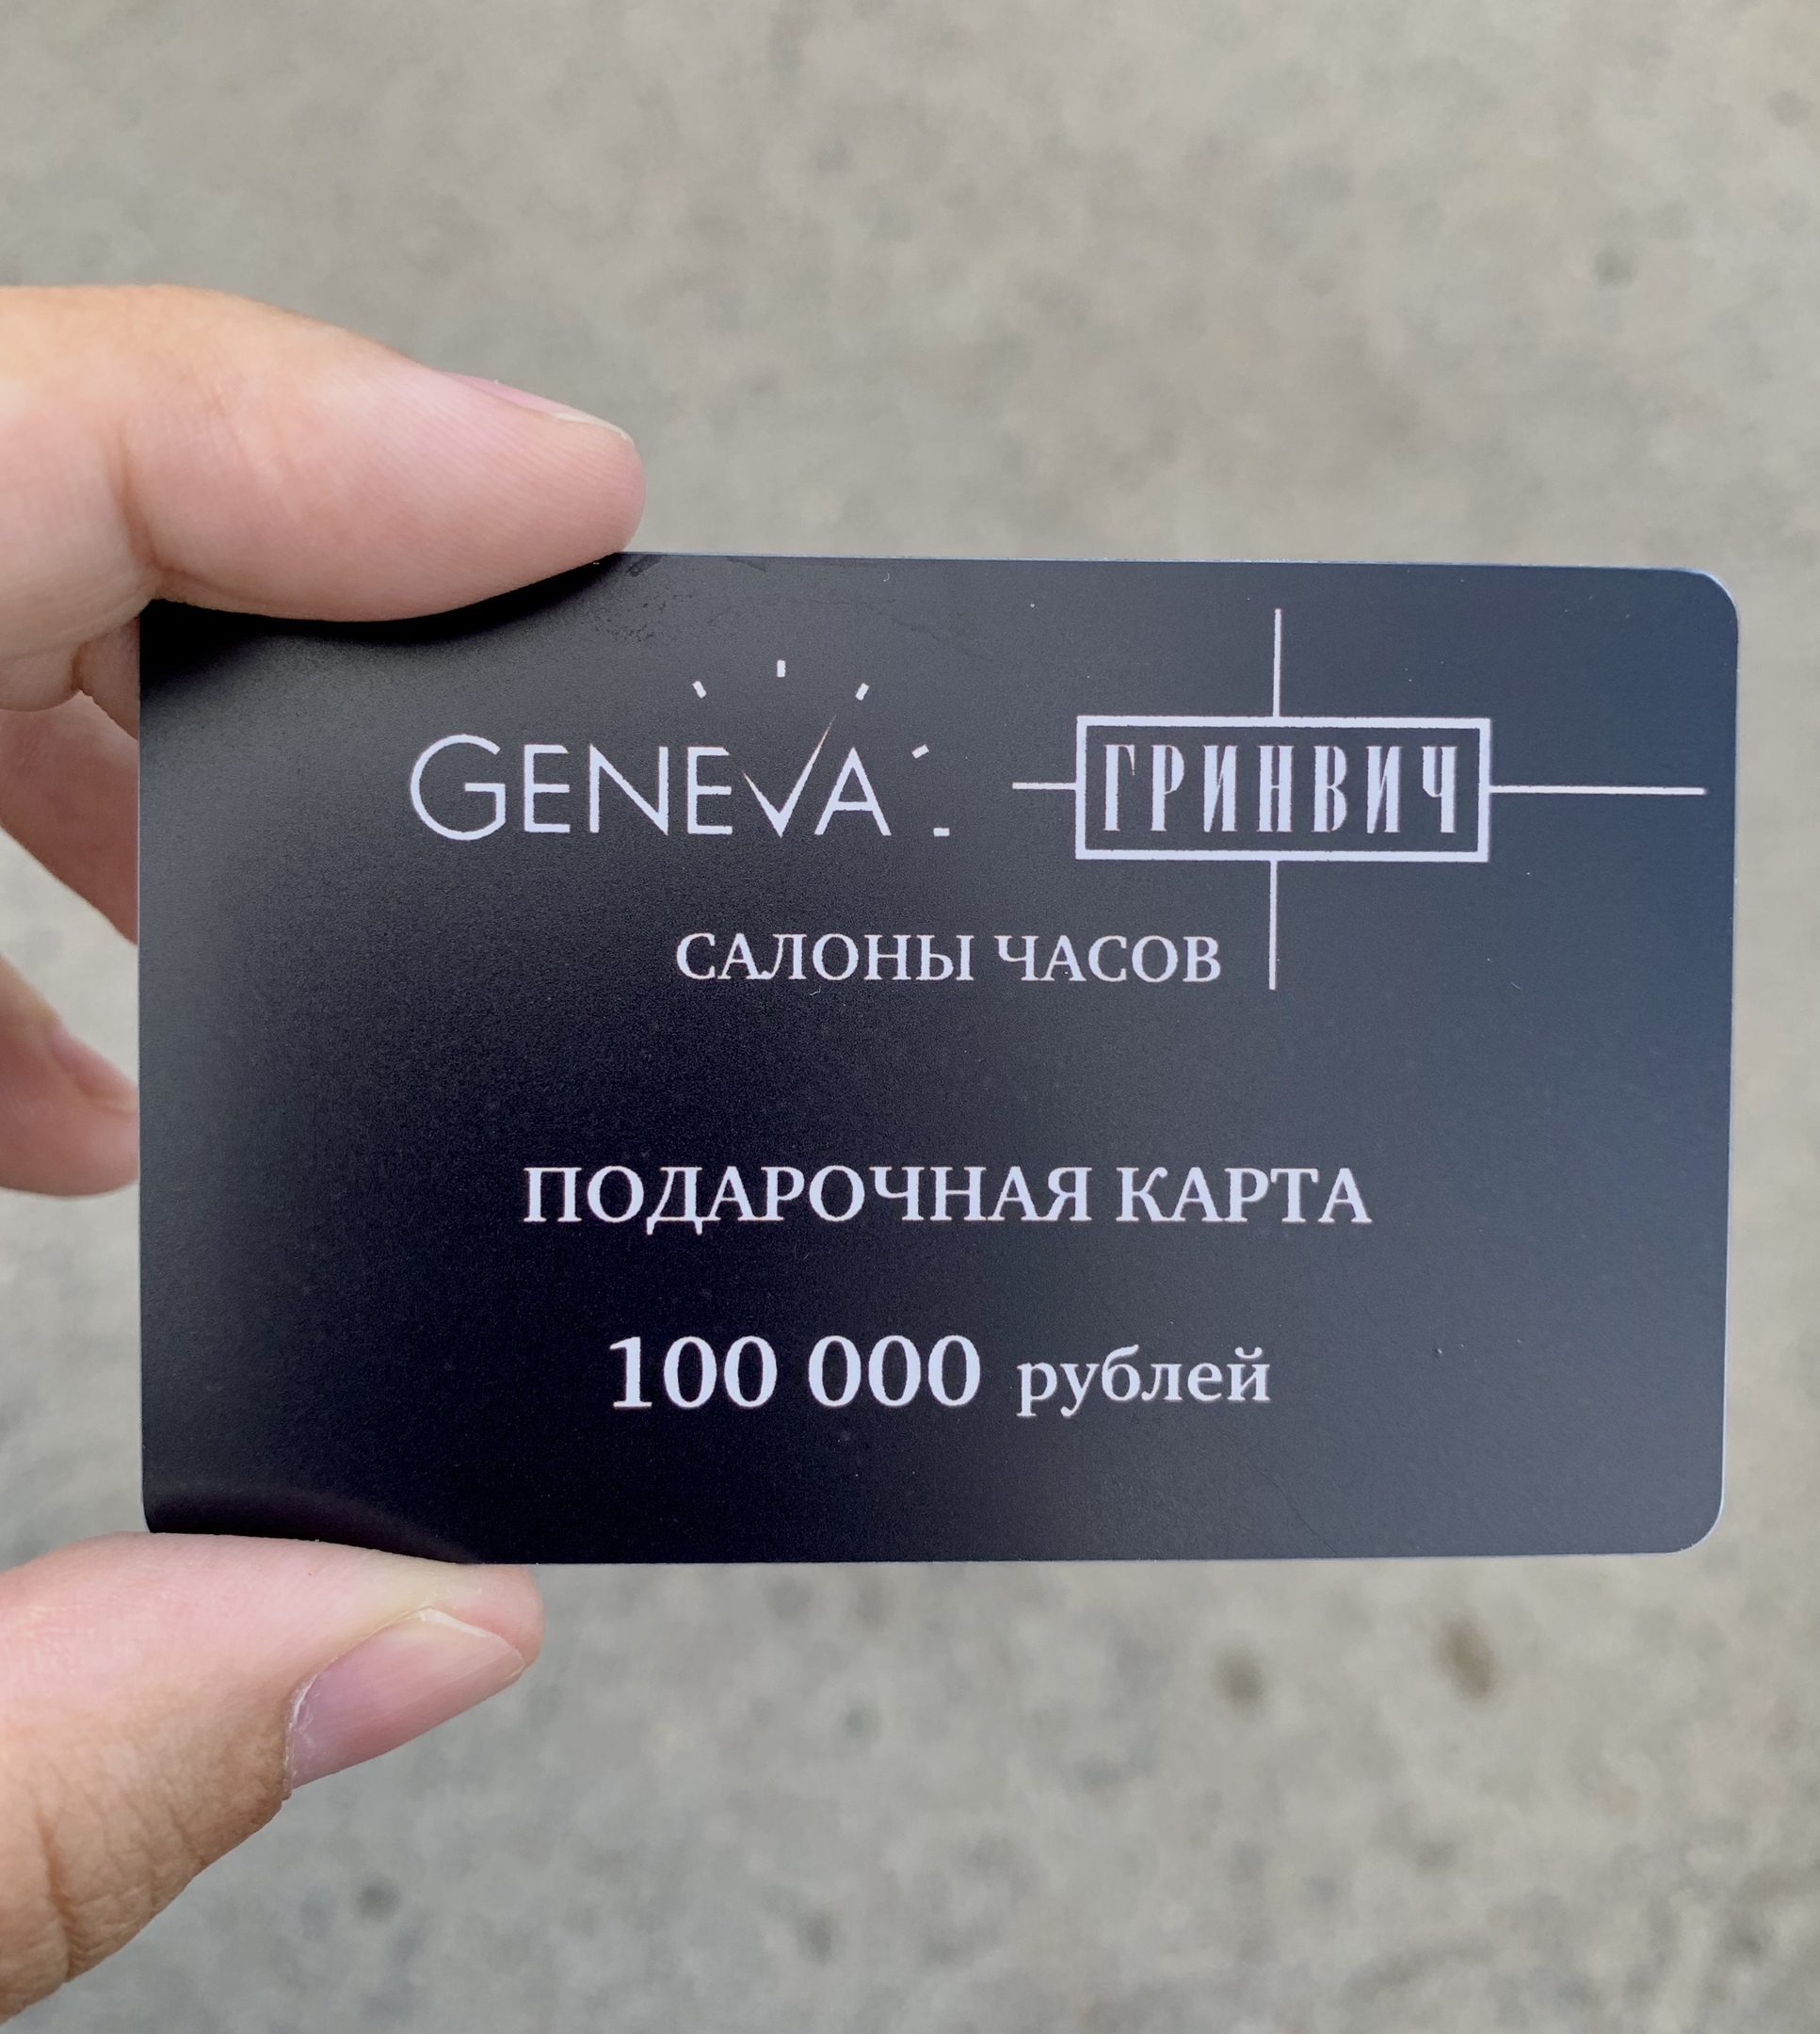 GENEVA
ГРИНВИЧ
САЛОНЫ ЧАСОВ
ПОДАРОЧНАЯ КАРТА
100 000 рублей